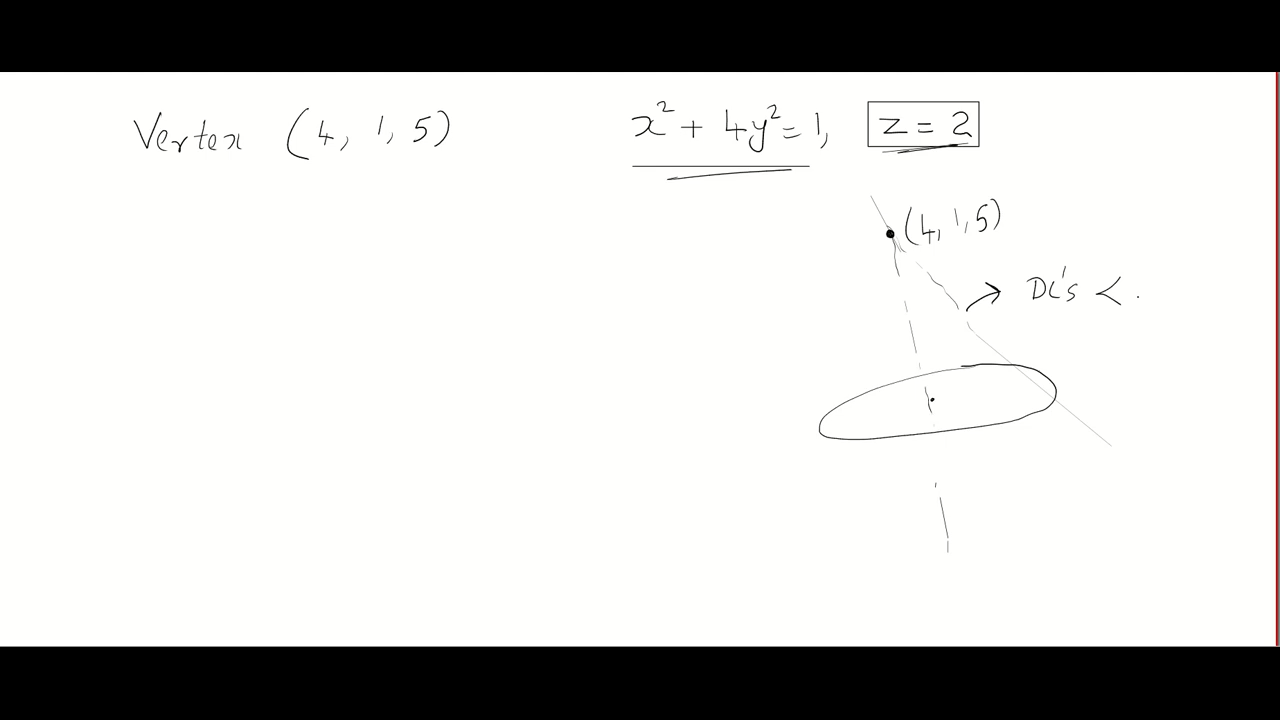 Vertex (4, 1, 5) x² + 4y² = 1, z = 2
(4, 1, 5)
DC's < .